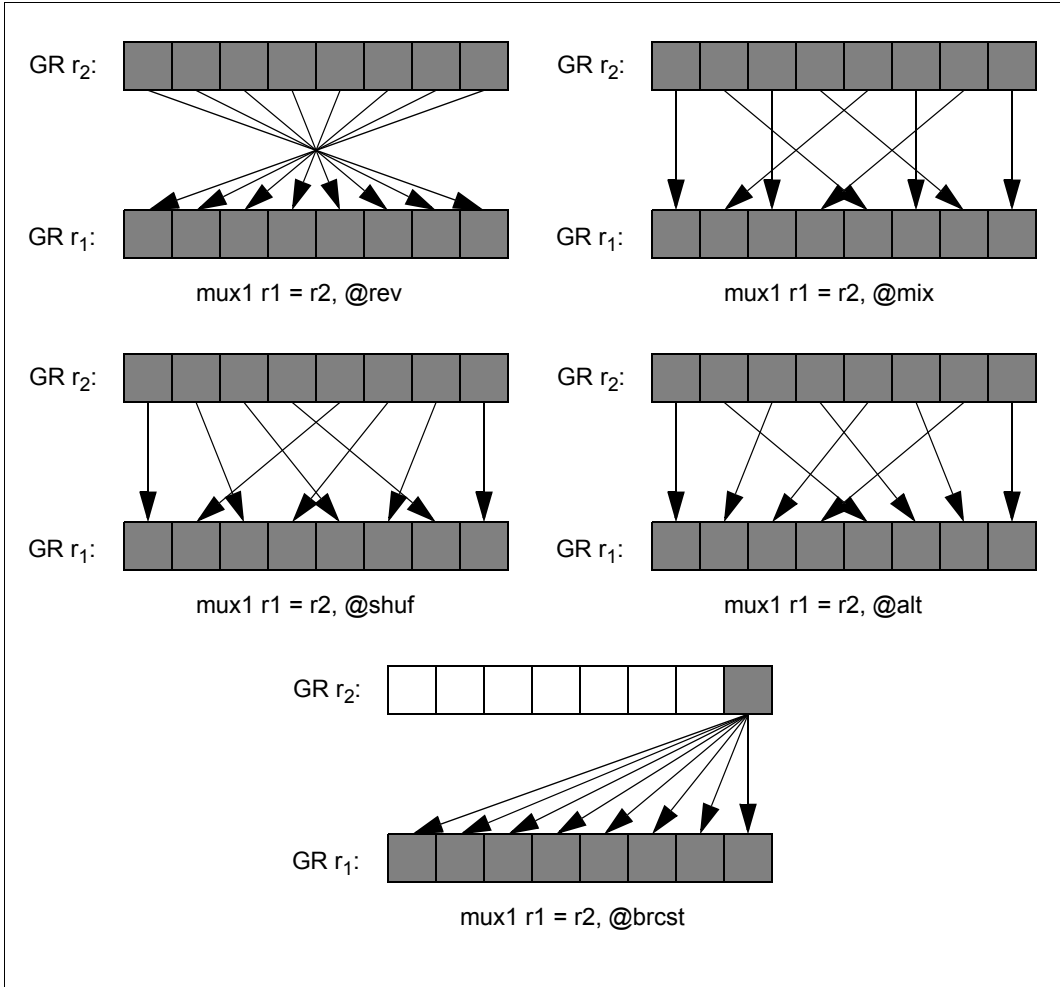 GR r2:
GR r1:
mux1 r1 = r2, @rev
GR r2:
GR r1:
mux1 r1 = r2, @mix
GR r2:
GR r1:
mux1 r1 = r2, @shuf
GR r2:
GR r1:
mux1 r1 = r2, @alt
GR r2:
GR r1:
mux1 r1 = r2, @brcst